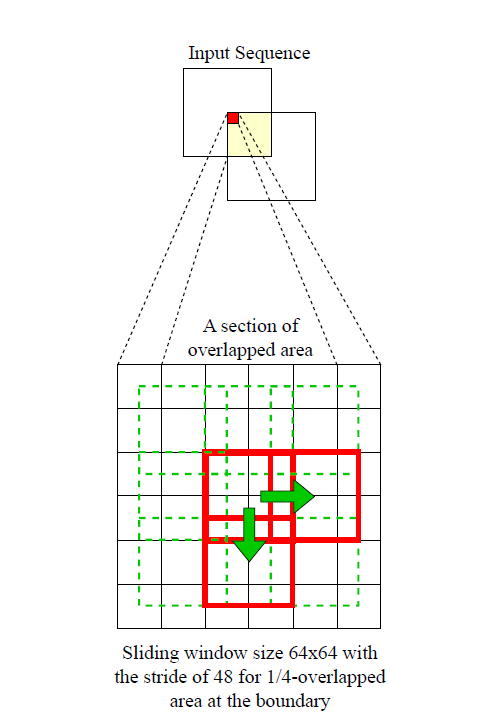 Input Sequence
A section of
overlapped area
Sliding window size 64x64 with
the stride of 48 for 1/4-overlapped
area at the boundary